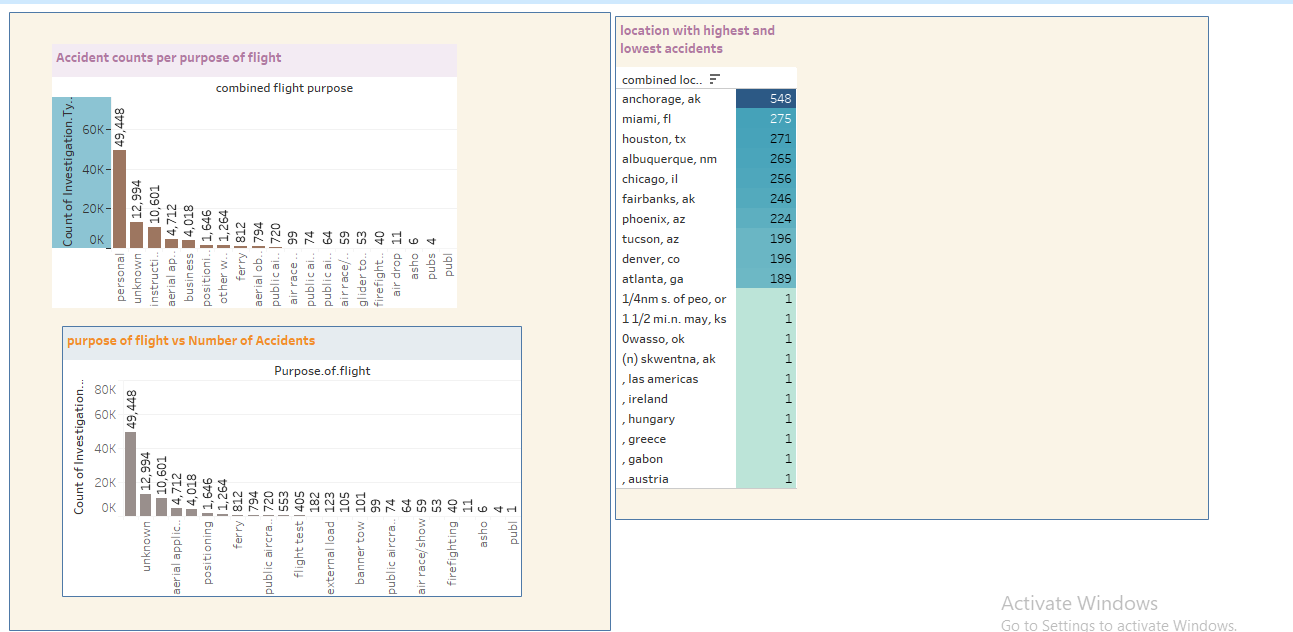 Accident counts per purpose of flight
combined flight purpose
Count of Investigation.Ty..
60K
40K
20K
0K
49,448
12,994
10,601
4,712
4,018
1,646
1,264
812
794
720
99
74
64
59
53
40
11
6
4
personal
unknown
instructi..
aerial ap..
business
positioni..
other w..
ferry
aerial ob..
public ai..
air race ..
public ai..
public ai..
air race/..
glider to..
firefight..
air drop
asho
pubs
publ
purpose of flight vs Number of Accidents
Purpose.of.flight
Count of Investigation...
80K
60K
40K
20K
0K
49,448
12,994
10,601
4,712
4,018
1,646
1,264
812
794
720
553
405
182
123
105
101
99
74
64
59
53
40
11
6
4
1
unknown
aerial applic..
positioning
ferry
public aircra..
flight test
external load
banner tow
public aircra..
air race/show
firefighting
asho
publ
location with highest and
lowest accidents
combined loc..
anchorage, ak 548
miami, fl 275
houston, tx 271
albuquerque, nm 265
chicago, il 256
fairbanks, ak 246
phoenix, az 224
tucson, az 196
denver, co 196
atlanta, ga 189
1/4nm s. of peo, or 1
1 1/2 mi.n. may, ks 1
0wasso, ok 1
(n) skwentna, ak 1
, las americas 1
, ireland 1
, hungary 1
, greece 1
, gabon 1
, austria 1
Activate Windows
Go to Settings to activate Windows.